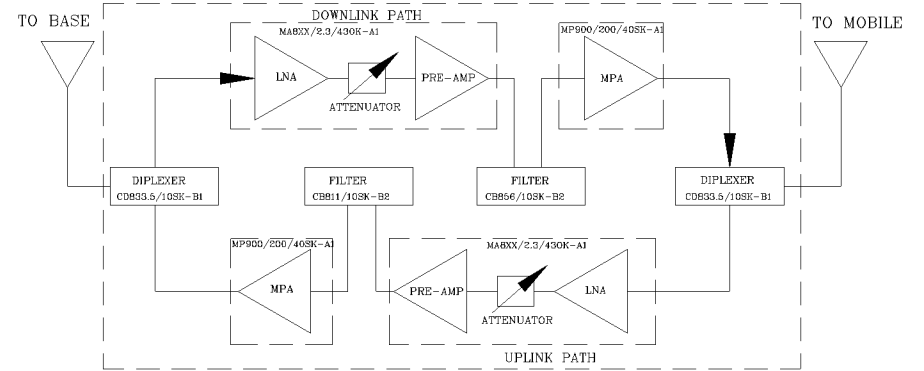 DOWNLINK PATH
TO BASE
TO MOBILE
MA8XX/2.3/430K-A1
MP900/200/40SK-A1
LNA
PRE-AMP
MPA
ATTENUATOR
DIPLEXER
CD833.5/10SK-B1
FILTER
CB811/10SK-B2
FILTER
CB856/10SK-B2
DIPLEXER
CD833.5/10SK-B1
MP900/200/40SK-A1
MA8XX/2.3/430K-A1
MPA
PRE-AMP
LNA
ATTENUATOR
UPLINK PATH